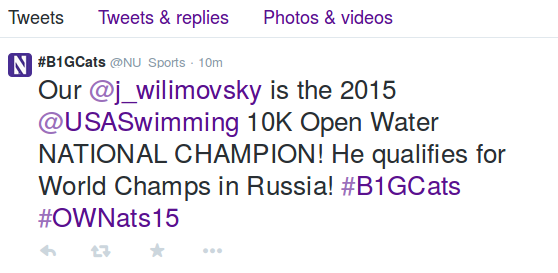 Tweets Tweets & replies Photos & videos
N #B1GCats @NU_Sports · 10m
Our @j_wilimovsky is the 2015
@USASwimming 10K Open Water
NATIONAL CHAMPION! He qualifies for
World Champs in Russia! #B1GCats
#OWNats15